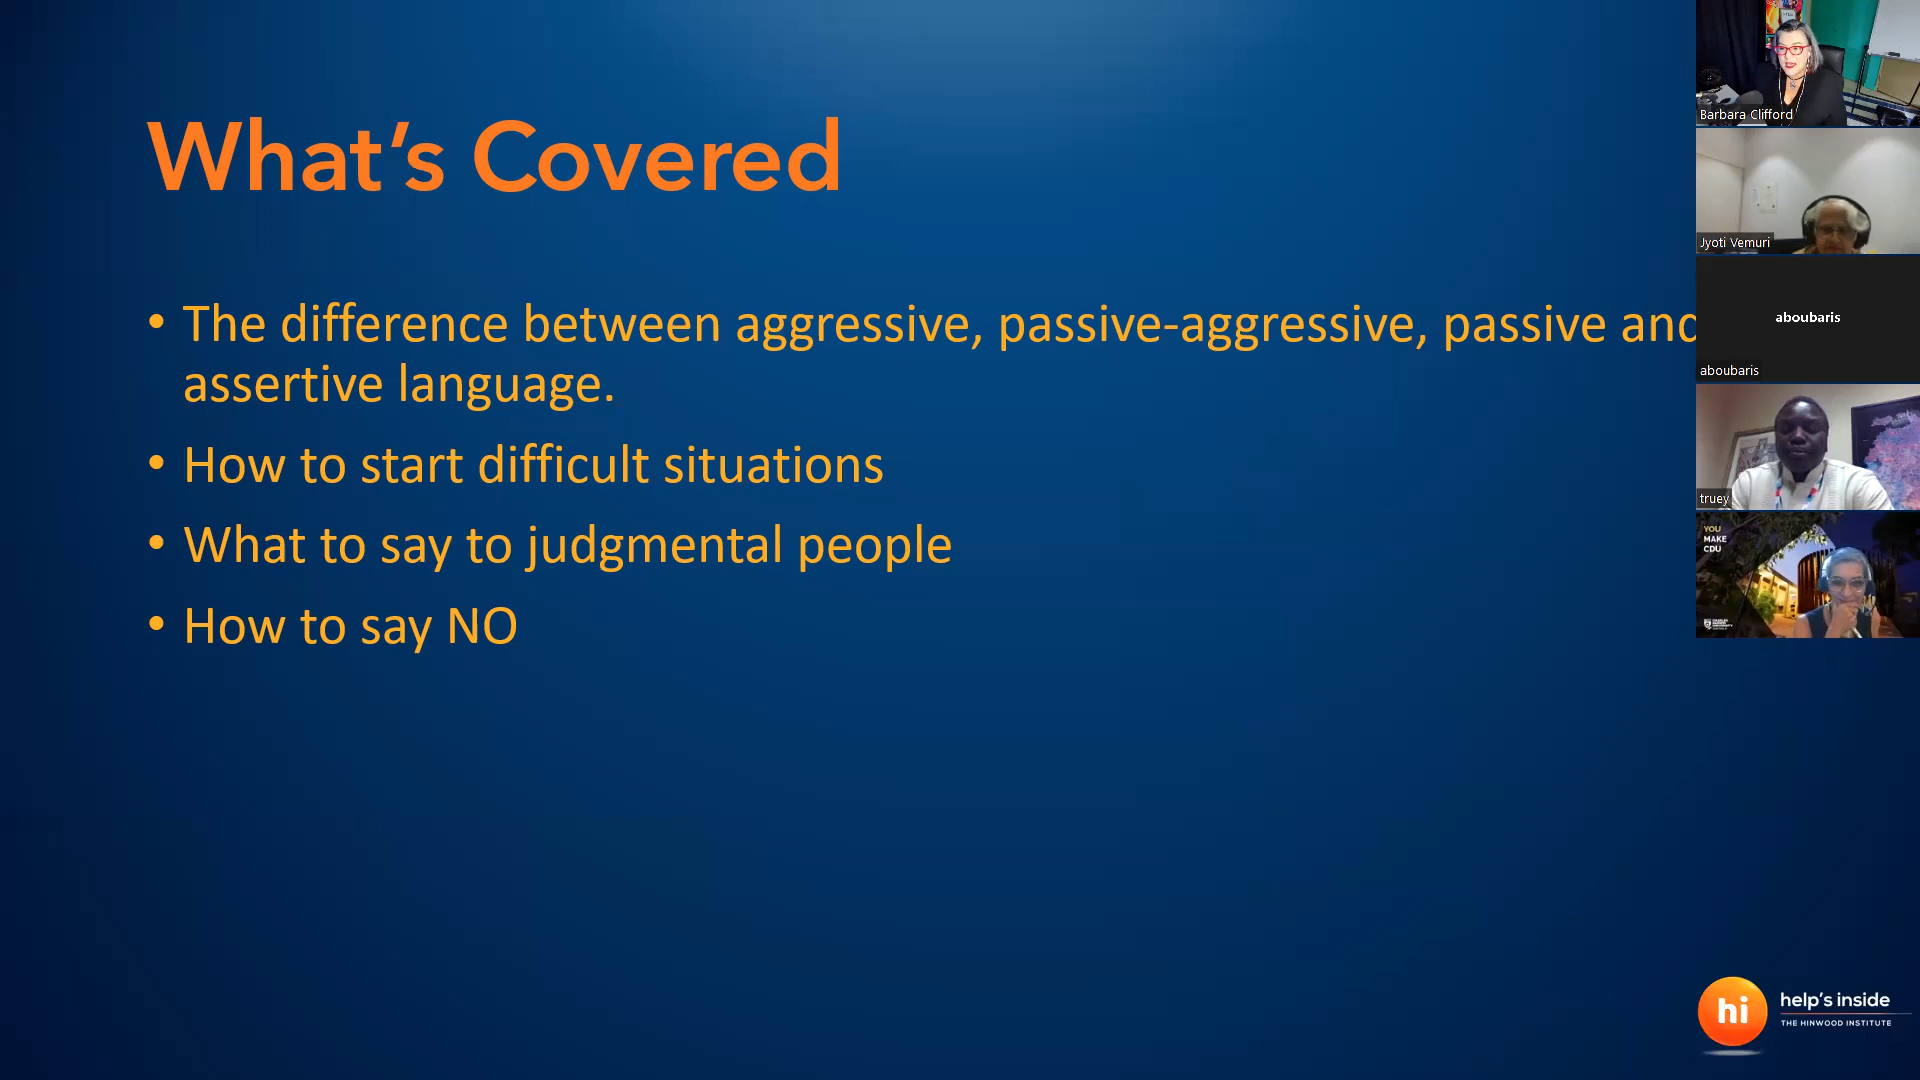 What's Covered
• The difference between aggressive, passive-aggressive, passive and
assertive language.
• How to start difficult situations
• What to say to judgmental people
• How to say NO
Barbara Clifford
Jyoti Vemuri
aboubaris
aboubaris
truey
YOU
MAKE
CDU
hi
help's inside
THE HINWOOD INSTITUTE